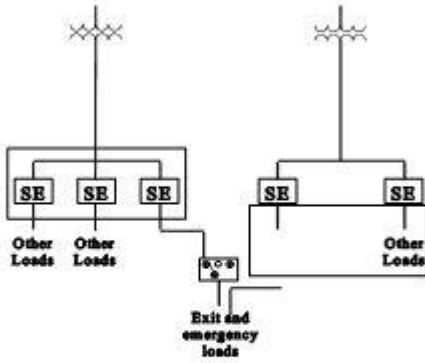 SE SE SE SE SE
Other Other Other
Loads Loads Loads
Exit and
emergency
loads